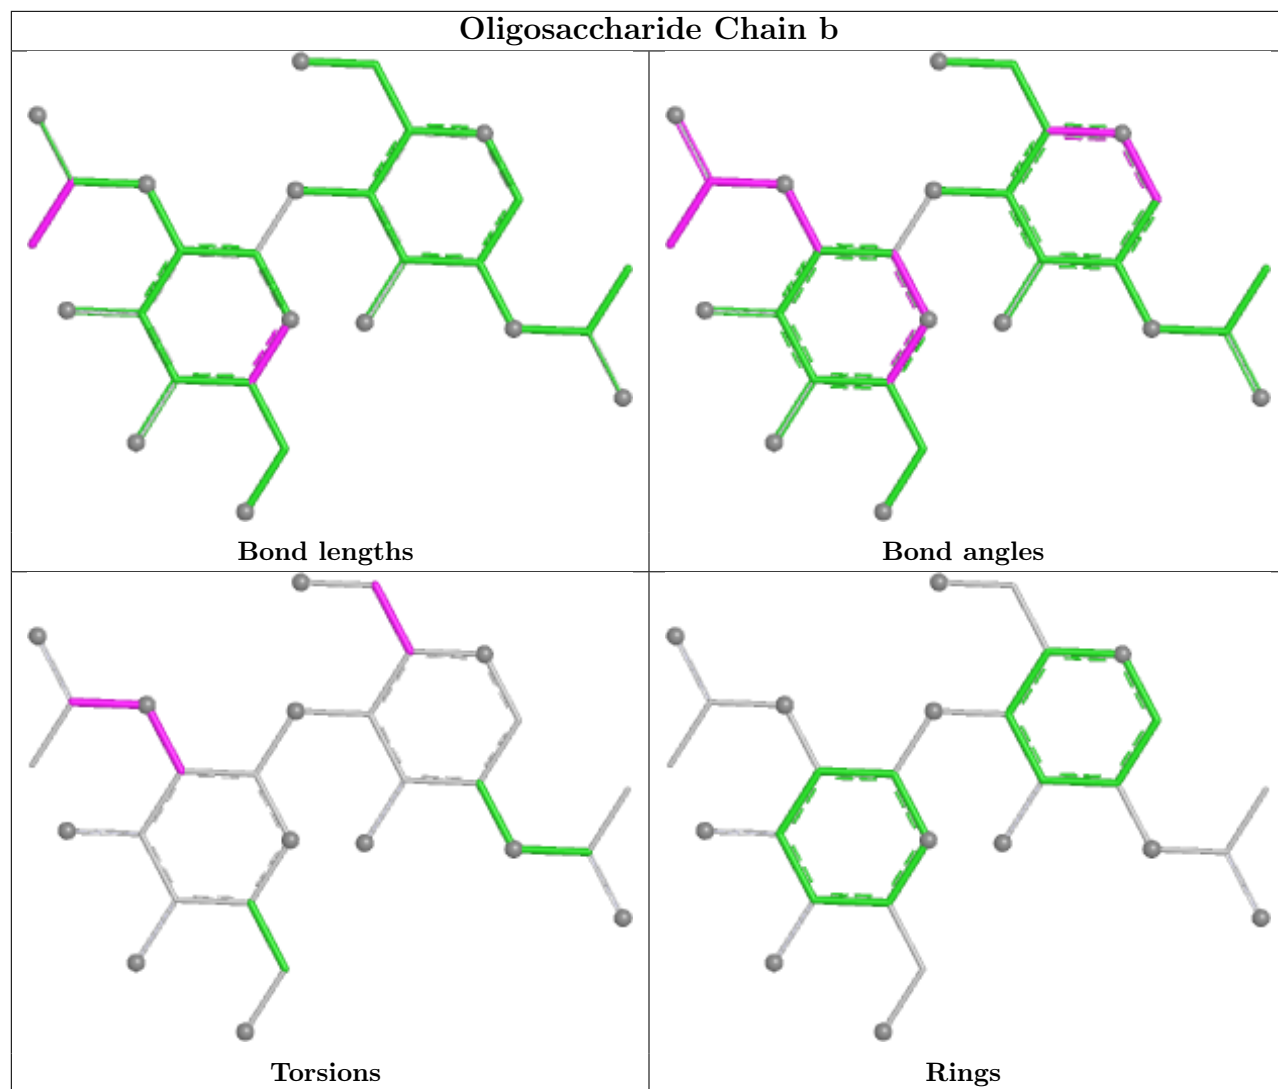 Oligosaccharide Chain b
Bond lengths
Bond angles
Torsions
Rings